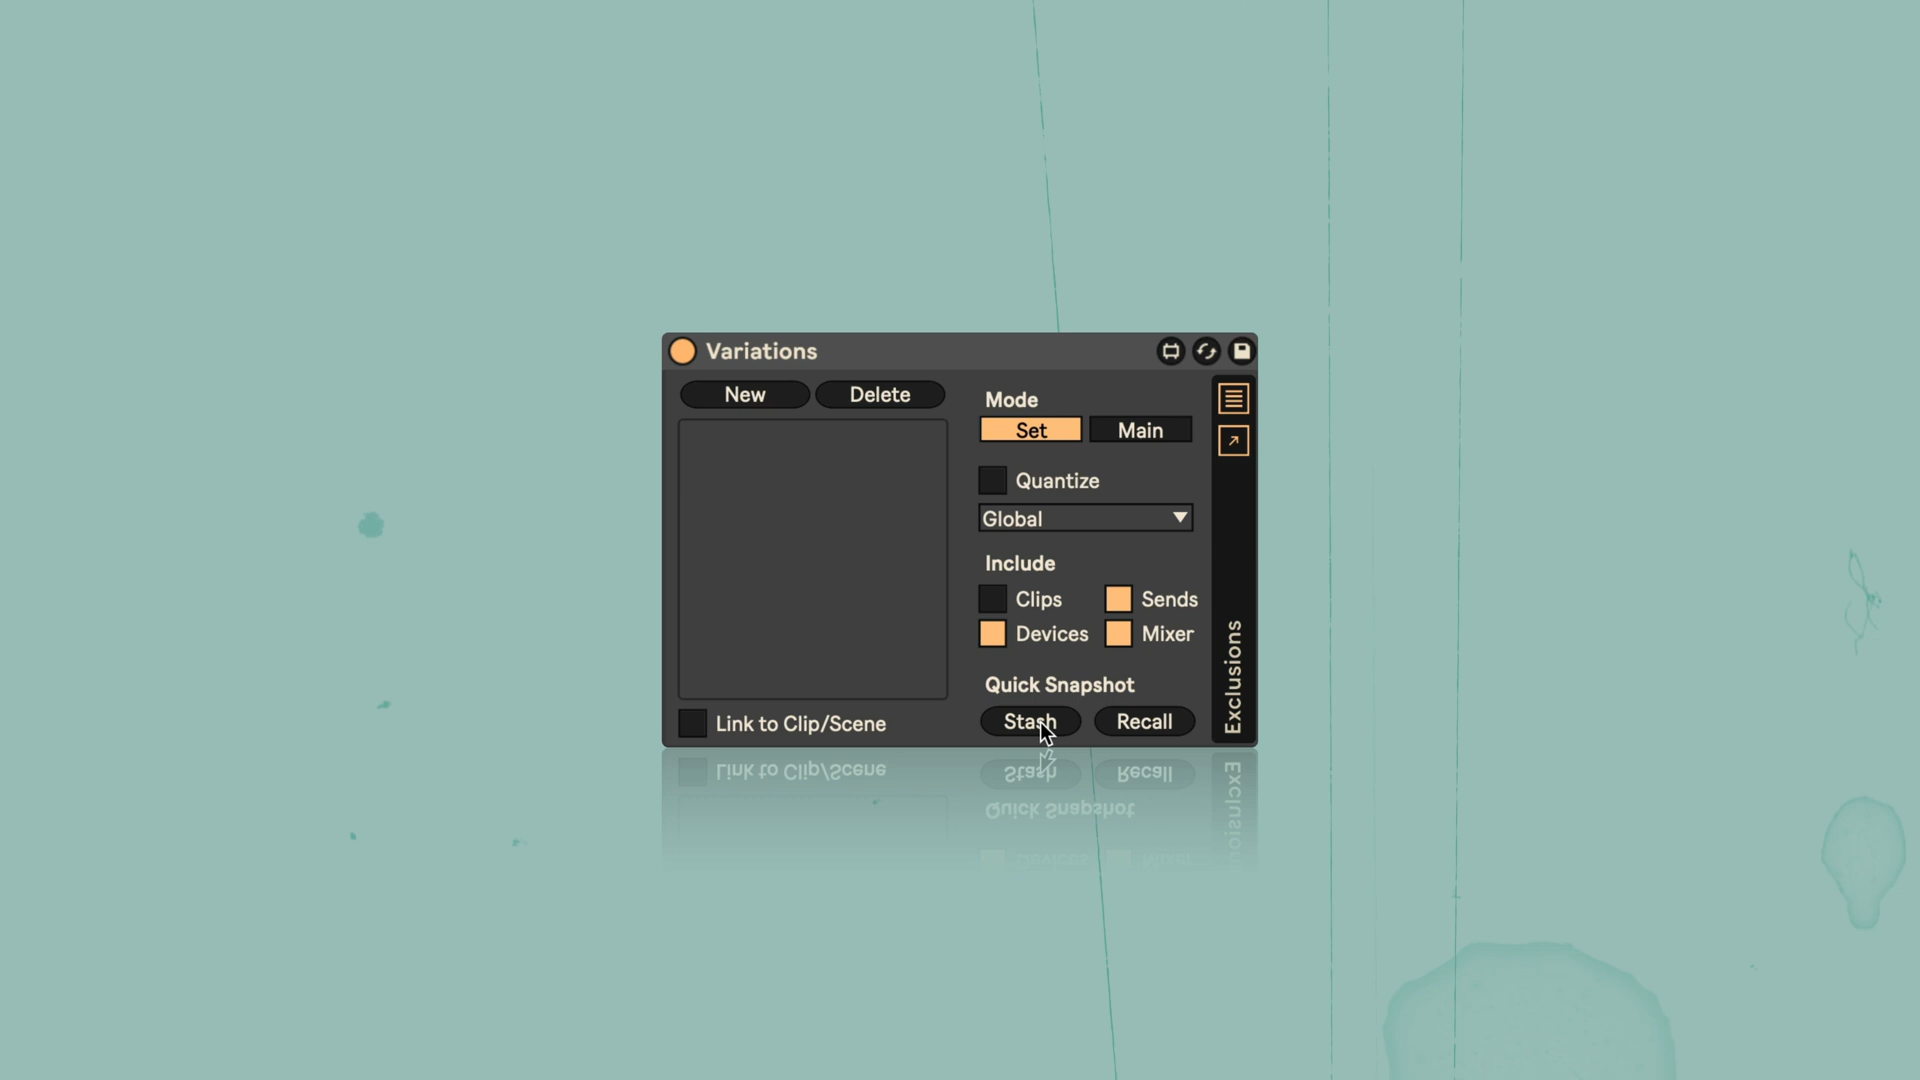 Variations
New
Delete
Link to Clip/Scene
Mode
Set
Main
Quantize
Global
Include
Clips
Sends
Devices
Mixer
Quick Snapshot
Stash
Recall
Exclusions